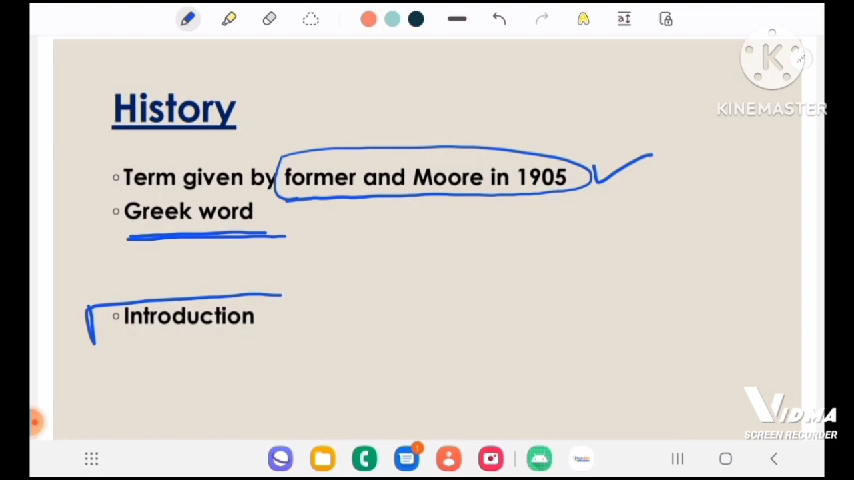 History
KINEMASTER
Term given by former and Moore in 1905
Greek word
Introduction
VIDMA
SCREEN RECORDER